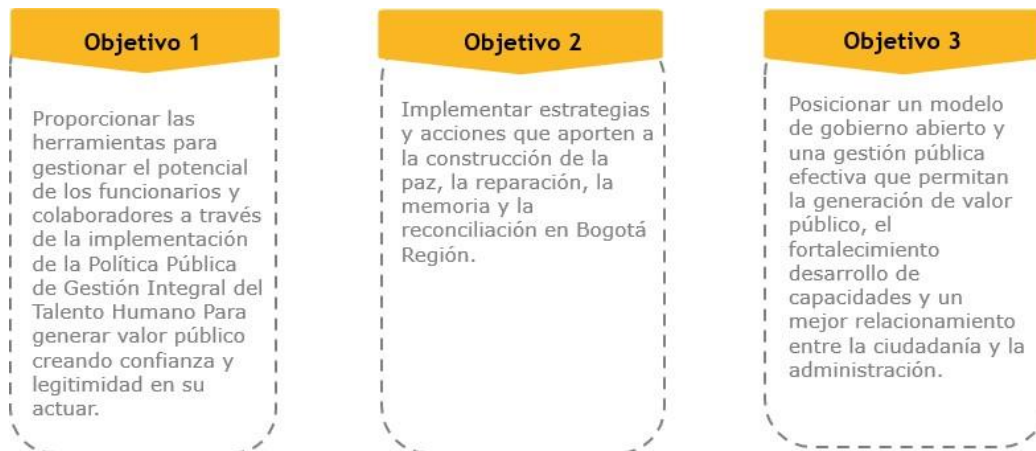 Objetivo 1
Proporcionar las
herramientas para
gestionar el potencial
de los funcionarios y
colaboradores a través
de la implementación
de la Política Pública
de Gestión Integral del
Talento Humano Para
generar valor público
creando confianza y
legitimidad en su
actuar.
Objetivo 2
Implementar estrategias
y acciones que aporten a
la construcción de la
paz, la reparación, la
memoria y la
reconciliación en Bogotá
Región.
Objetivo 3
Posicionar un modelo
de gobierno abierto y
una gestión pública
efectiva que permitan
la generación de valor
público, el
fortalecimiento
desarrollo de
capacidades y un
mejor relacionamiento
entre la ciudadanía y la
administración.